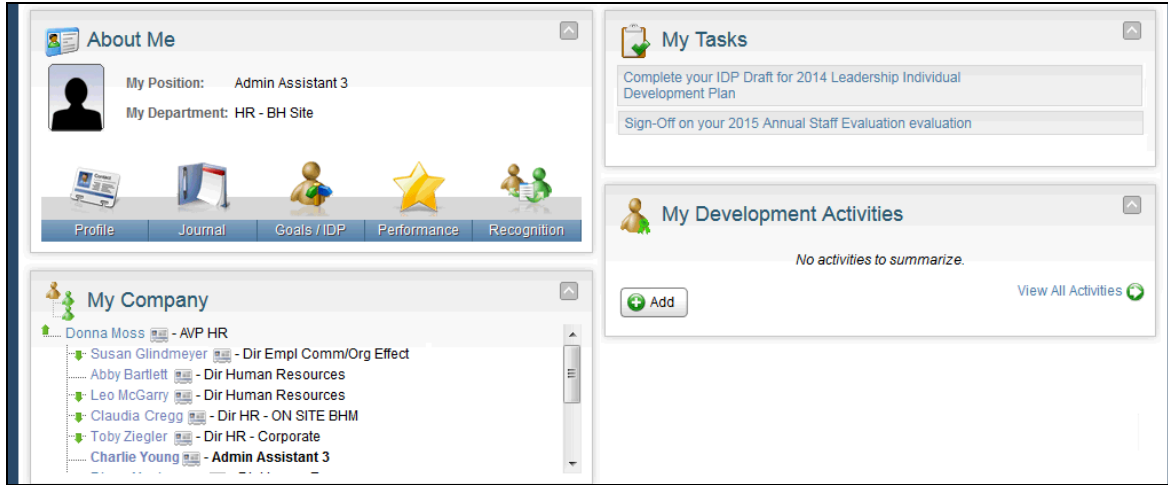 About Me
My Position: Admin Assistant 3
My Department: HR - BH Site
Profile Journal Goals / IDP Performance Recognition
My Company
Donna Moss - AVP HR
Susan Glindmeyer - Dir Empl Comm/Org Effect
Abby Bartlett - Dir Human Resources
Leo McGarry - Dir Human Resources
Claudia Cregg - Dir HR - ON SITE BHM
Toby Ziegler - Dir HR - Corporate
Charlie Young - Admin Assistant 3
My Tasks
Complete your IDP Draft for 2014 Leadership Individual
Development Plan
Sign-Off on your 2015 Annual Staff Evaluation evaluation
My Development Activities
No activities to summarize.
Add
View All Activities